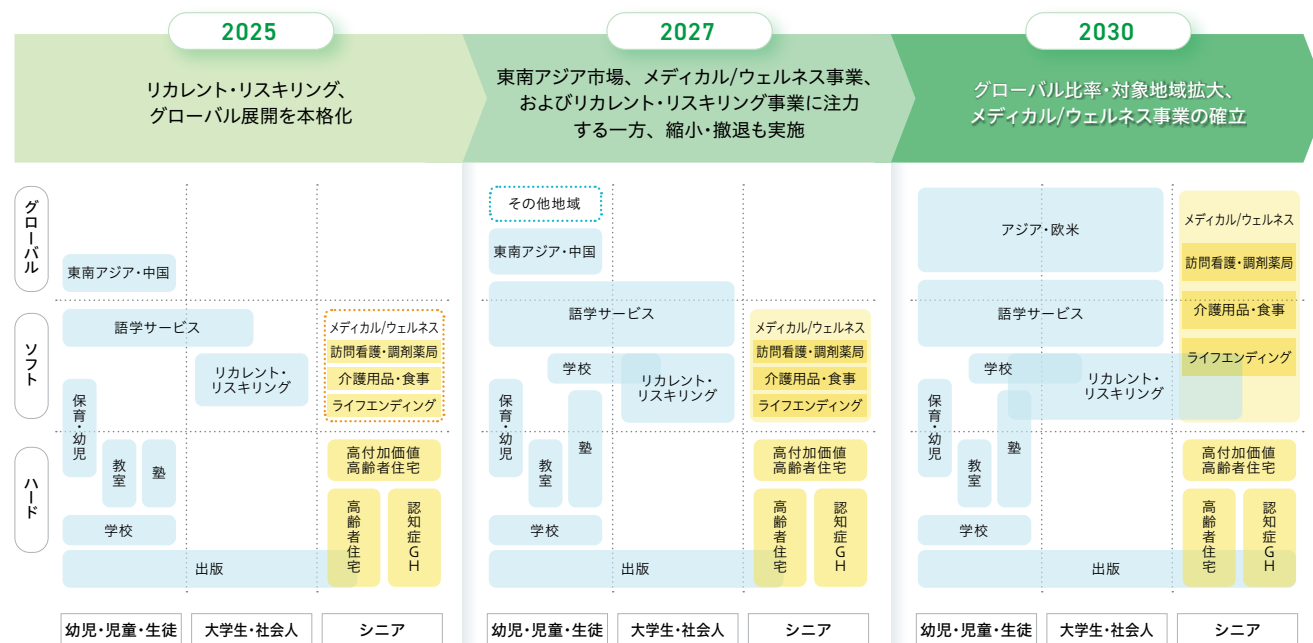 2025
リカレント・リスキリング、
グローバル展開を本格化
2027
東南アジア市場、メディカル/ウェルネス事業、
およびリカレント・リスキリング事業に注力
する一方、縮小・撤退も実施
2030
グローバル比率・対象地域拡大、
メディカル/ウェルネス事業の確立
グローバル
ソフト
ハード
東南アジア・中国
語学サービス
リカレント・
リスキリング
メディカル/ウェルネス
訪問看護・調剤薬局
介護用品・食事
ライフエンディング
保育・幼児
教室
塾
学校
出版
高付加価値
高齢者住宅
高齢者住宅
認知症GH
幼児・児童・生徒
大学生・社会人
シニア
その他地域
東南アジア・中国
語学サービス
学校
リカレント・
リスキリング
メディカル/ウェルネス
訪問看護・調剤薬局
介護用品・食事
ライフエンディング
保育・幼児
教室
塾
学校
出版
高付加価値
高齢者住宅
高齢者住宅
認知症GH
幼児・児童・生徒
大学生・社会人
シニア
アジア・欧米
語学サービス
学校
リカレント・
リスキリング
メディカル/ウェルネス
訪問看護・調剤薬局
介護用品・食事
ライフエンディング
保育・幼児
教室
塾
学校
出版
高付加価値
高齢者住宅
高齢者住宅
認知症GH
幼児・児童・生徒
大学生・社会人
シニア